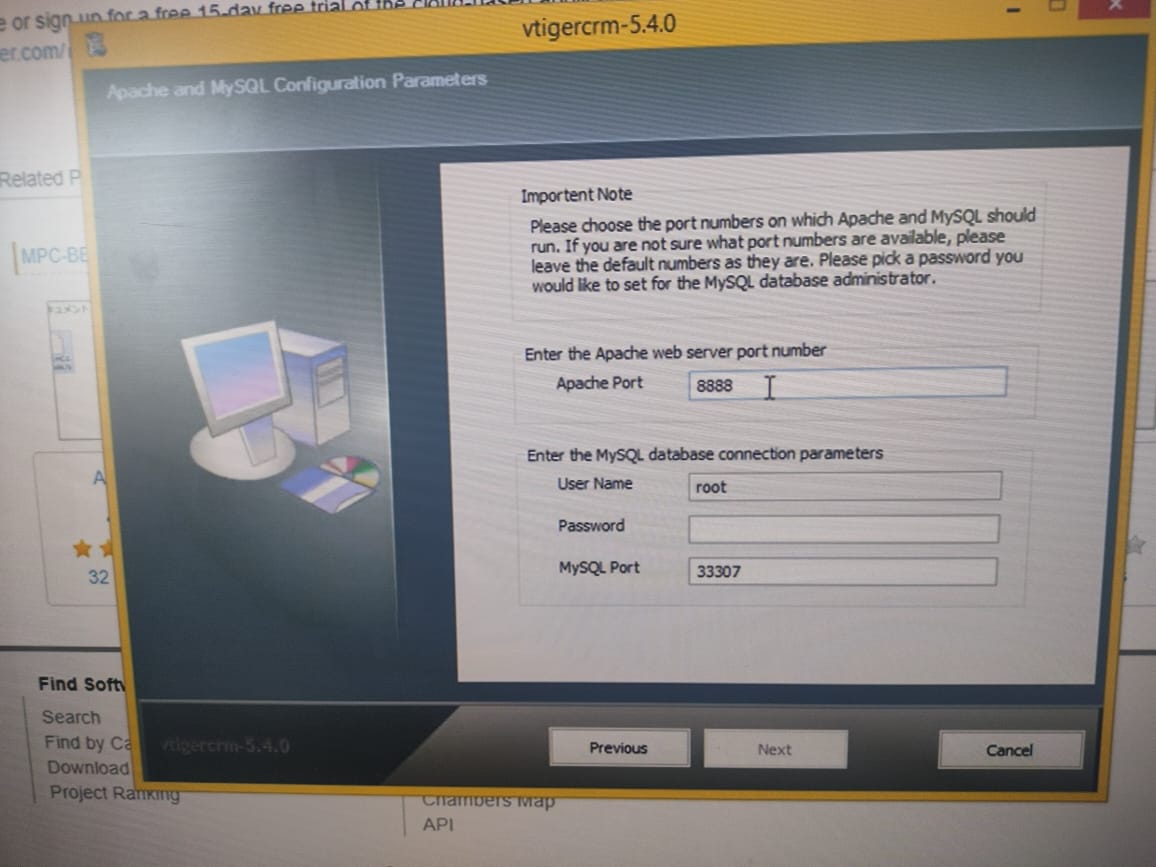 or sign up for a free 15-day free trial of the
er.com/
vtigercrm-5.4.0
Apache and MySQL Configuration Parameters
Related P
MPC-BE
Importent Note
Please choose the port numbers on which Apache and MySQL should
run. If you are not sure what port numbers are available, please
leave the default numbers as they are. Please pick a password you
would like to set for the MySQL database administrator.
Enter the Apache web server port number
Apache Port 8888
Enter the MySQL database connection parameters
User Name root
Password
MySQL Port 33307
A
32
Find Softw
Search
Find by Ca
Download
Project Ranking
vtigercrm-5.4.0
Previous
Next
Cancel
Chambers Map
API